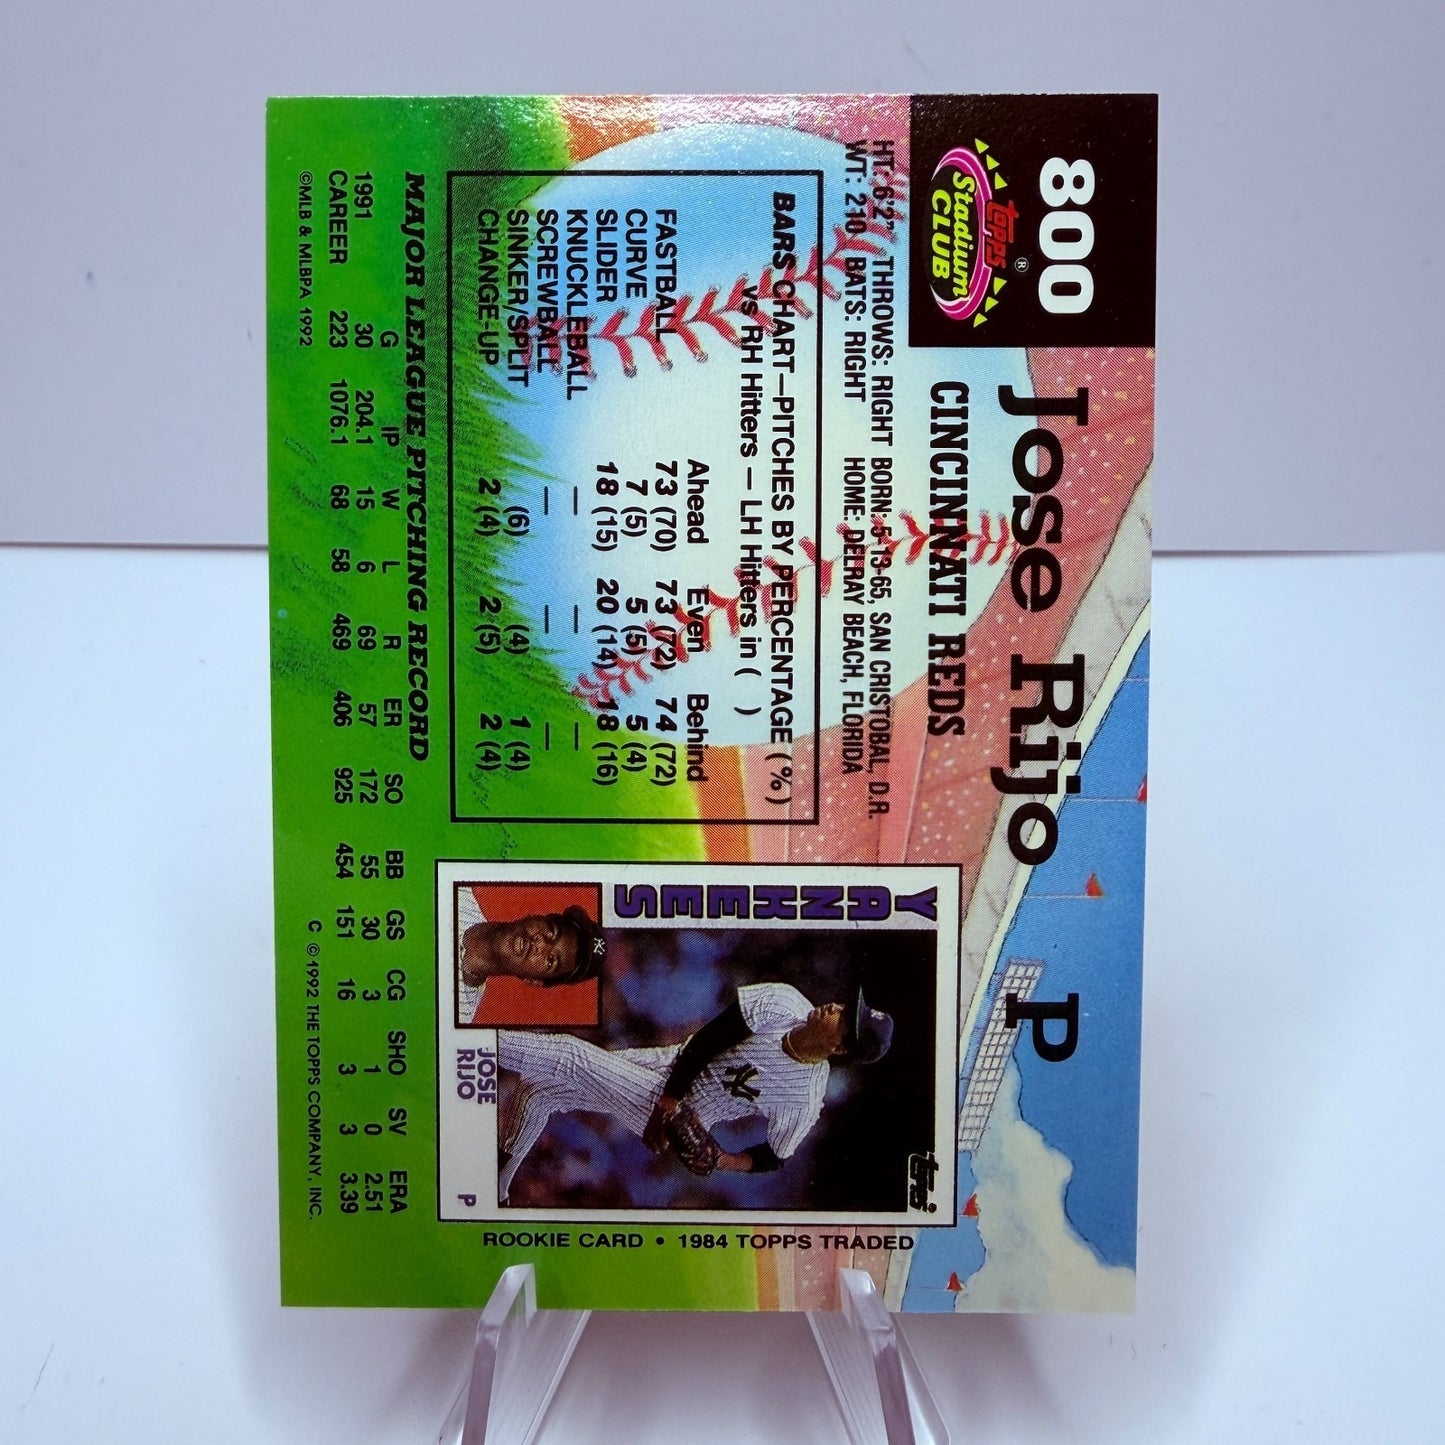 800
Jose Rijo P
topps®
Stadium
CLUB
CINCINNATI REDS
HT: 6'2" THROWS: RIGHT BORN: 5-13-65, SAN CRISTOBAL, D.R.
WT: 210 BATS: RIGHT HOME: DELRAY BEACH, FLORIDA
BARS CHART—PITCHES BY PERCENTAGE (%)
vs RH Hitters — LH Hitters in ( )
Ahead Even Behind
FASTBALL 73 (70) 73 (72) 74 (72)
CURVE 7 (5) 5 (5) 5 (4)
SLIDER 18 (15) 20 (14) 18 (16)
KNUCKLEBALL — — —
SCREWBALL — — —
SINKER/SPLIT (6) (4) 1 (4)
CHANGE-UP 2 (4) 2 (5) 2 (4)
YANKEES
topps
JOSE
RIJO
P
ROOKIE CARD • 1984 TOPPS TRADED
MAJOR LEAGUE PITCHING RECORD
G IP W L R ER SO BB GS CG SHO SV ERA
1991 30 204.1 15 6 69 57 172 55 30 3 1 0 2.51
CAREER 223 1076.1 68 58 469 406 925 454 151 16 3 3 3.39
©MLB & MLBPA 1992 C © 1992 THE TOPPS COMPANY, INC.